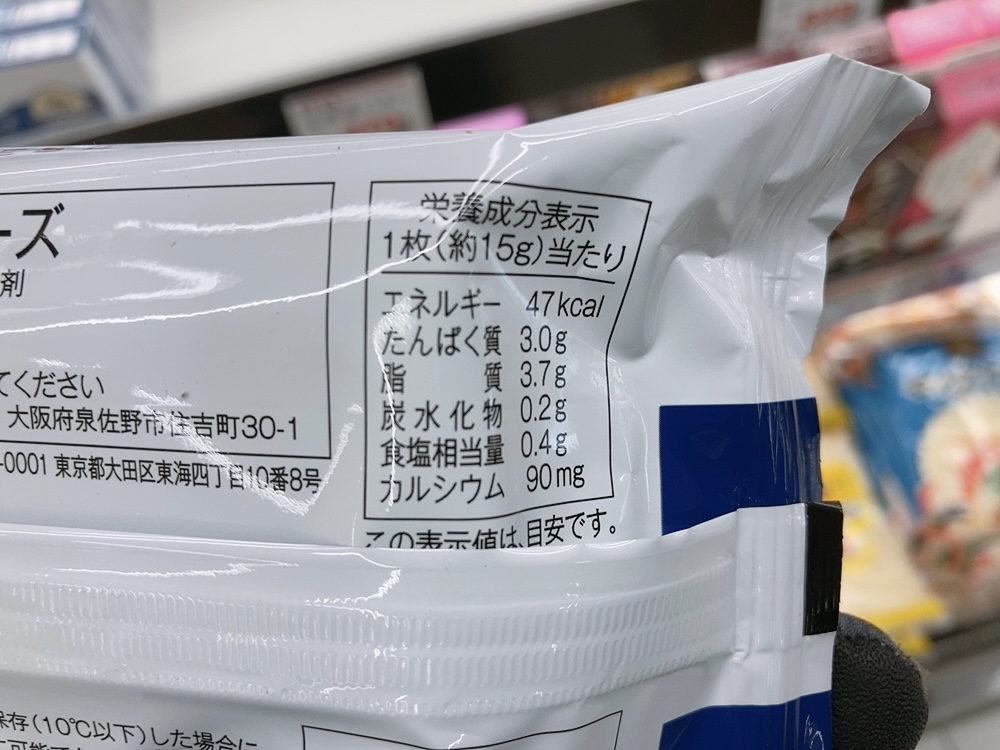 ーズ
剤
てください
大阪府泉佐野市住吉町30-1
-0001 東京都大田区東海四丁目10番8号
栄養成分表示
1枚(約15g)当たり
エネルギー 47kcal
たんぱく質 3.0g
脂質 3.7g
炭水化物 0.2g
食塩相当量 0.4g
カルシウム 90mg
この表示値は、目安です。
保存(10℃以下)した場合に